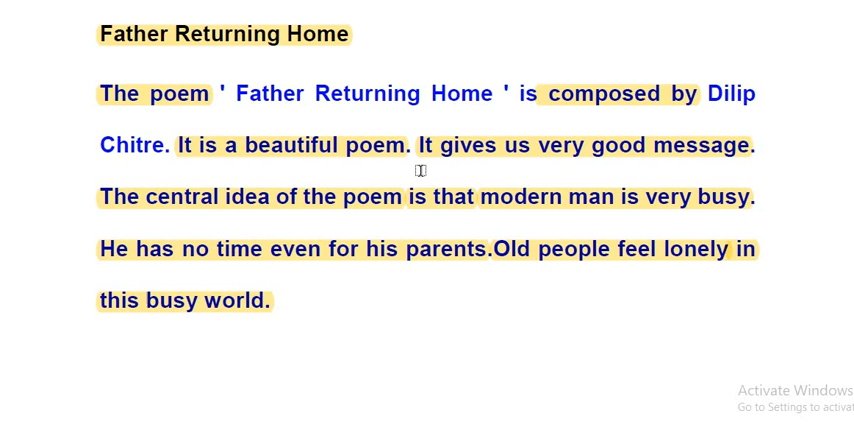 Father Returning Home
The poem ' Father Returning Home ' is composed by Dilip
Chitre. It is a beautiful poem. It gives us very good message.
The central idea of the poem is that modern man is very busy.
He has no time even for his parents.Old people feel lonely in
this busy world.
Activate Windows
Go to Settings to activat